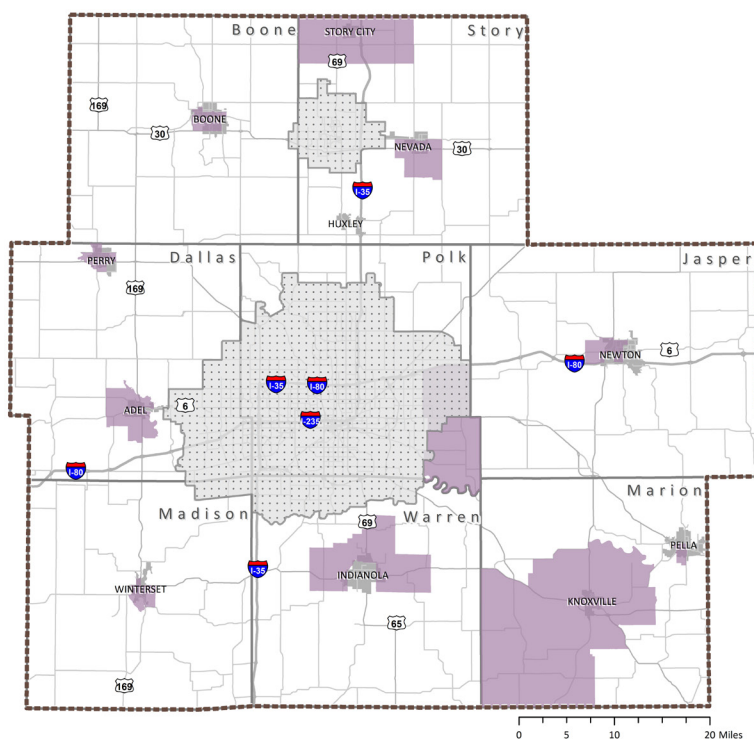 Boone
Story
STORY CITY
69
169
BOONE
30
NEVADA
30
I-35
HUXLEY
Dallas
Polk
Jasper
PERRY
169
NEWTON
6
I-80
I-35
I-80
ADEL
6
I-235
I-80
Madison
Warren
Marion
69
PELLA
I-35
INDIANOLA
WINTERSET
KNOXVILLE
65
169
0 5 10 20 Miles